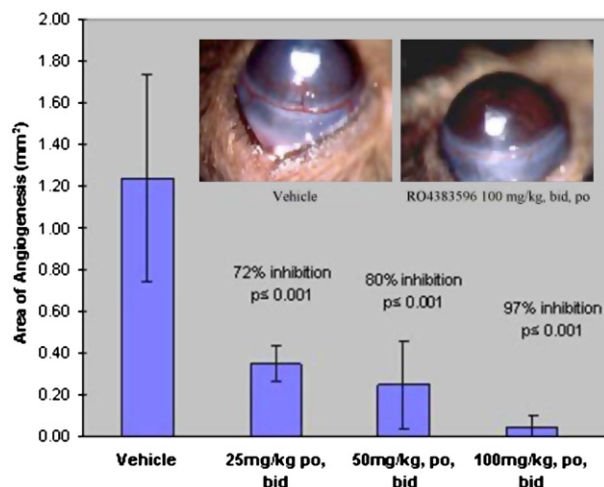 2.00
1.80
1.60
1.40
1.20
1.00
0.80
0.60
0.40
0.20
0.00
Area of Angiogenesis (mm²)
Vehicle
RO4383596 100 mg/kg, bid, po
72% inhibition
p≤ 0.001
80% inhibition
p≤ 0.001
97% inhibition
p≤ 0.001
Vehicle
25mg/kg po,
bid
50mg/kg, po,
bid
100mg/kg, po,
bid